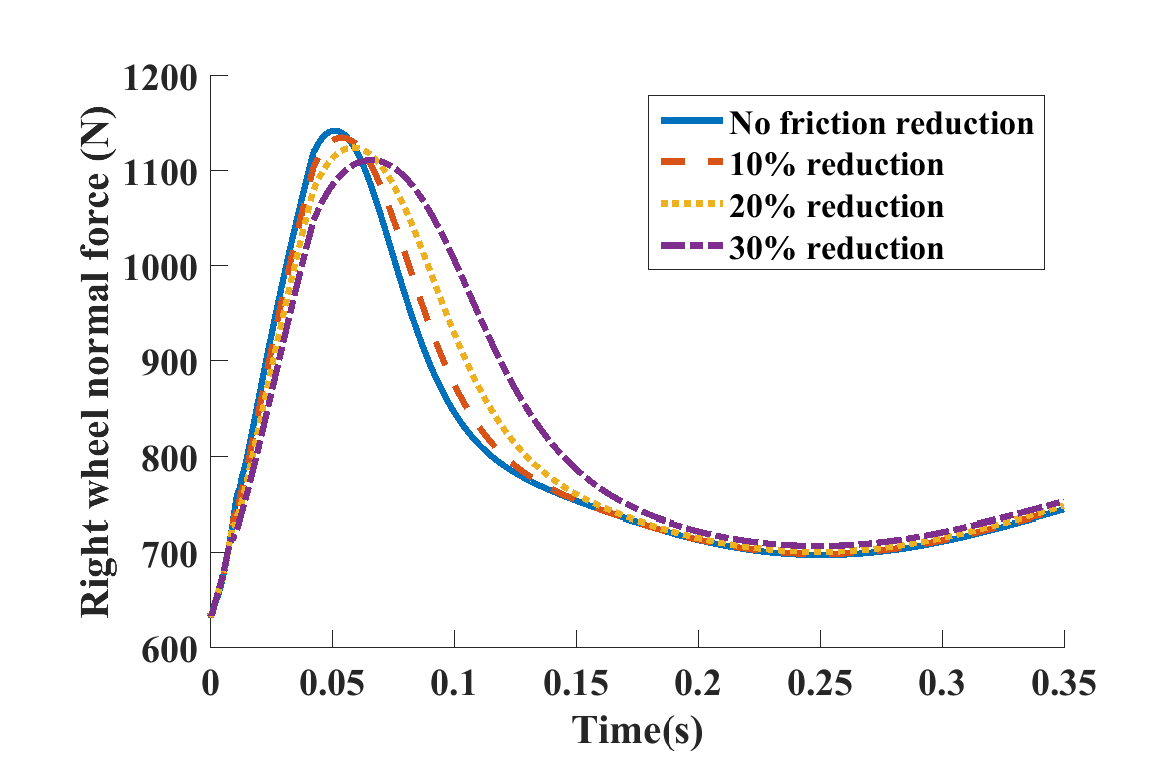 1200
1100
1000
900
800
700
600
Right wheel normal force (N)
No friction reduction
10% reduction
20% reduction
30% reduction
0 0.05 0.1 0.15 0.2 0.25 0.3 0.35
Time(s)